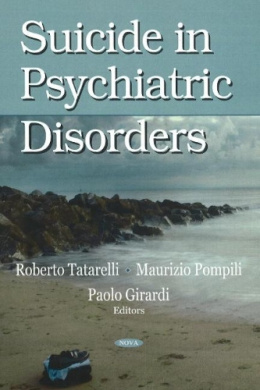 Suicide in
Psychiatric
Disorders
Roberto Tatarelli · Maurizio Pompili
Paolo Girardi
Editors
NOVA